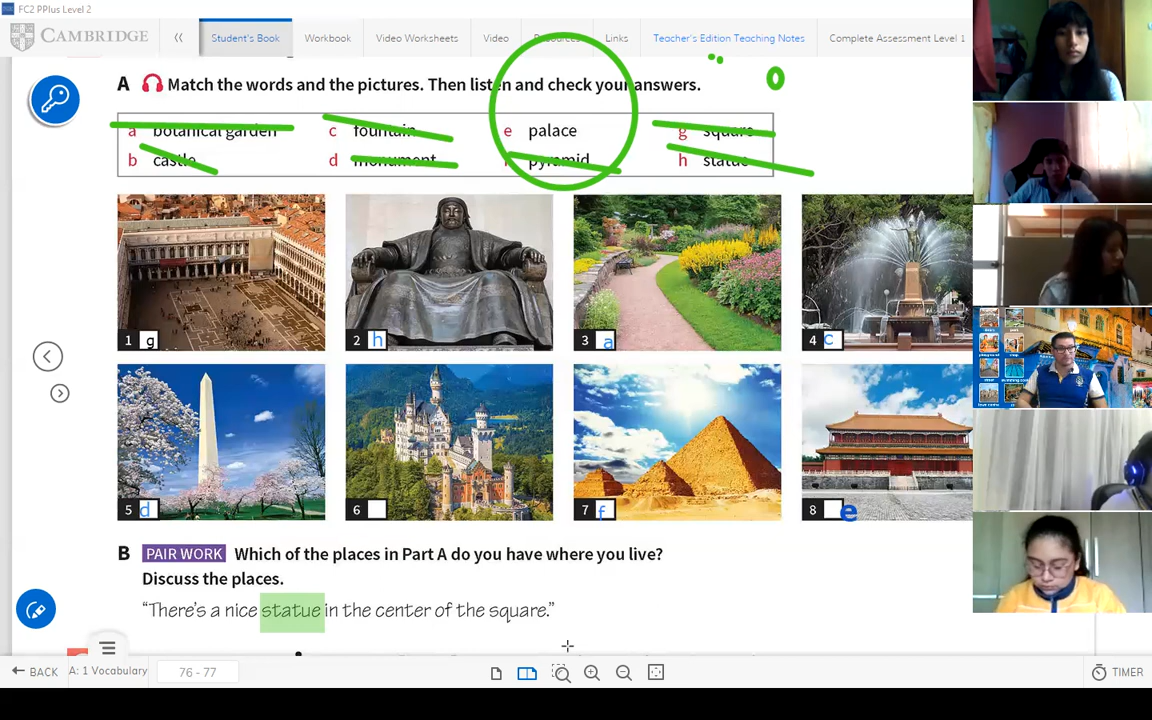 FC2 PPlus Level 2
CAMBRIDGE
Student's Book
Workbook
Video Worksheets
Video
Resources
Links
Teacher's Edition Teaching Notes
Complete Assessment Level 1
A Match the words and the pictures. Then listen and check your answers.
a botanical garden c fountain e palace g square
b castle d monument f pyramid h statue
1 g 2 h 3 a 4 c
5 d 6 7 f 8 e
B PAIR WORK Which of the places in Part A do you have where you live?
Discuss the places.
“There's a nice statue in the center of the square.”
BACK
A: 1 Vocabulary
76 - 77
TIMER